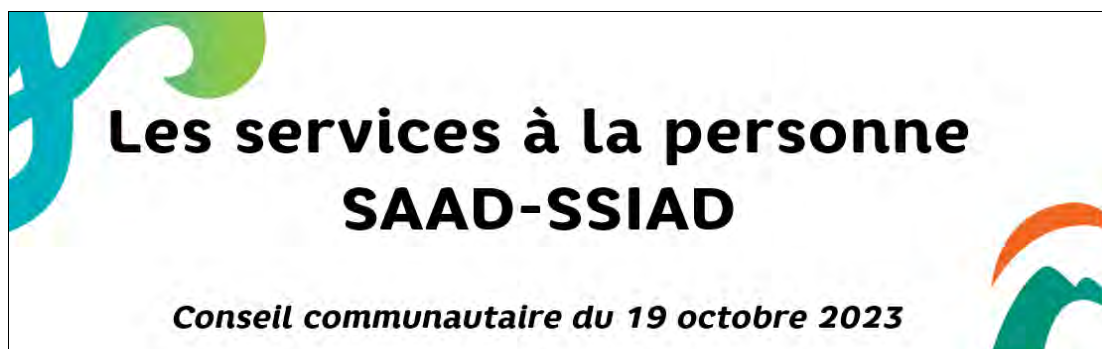 Les services à la personne
SAAD-SSIAD
Conseil communautaire du 19 octobre 2023